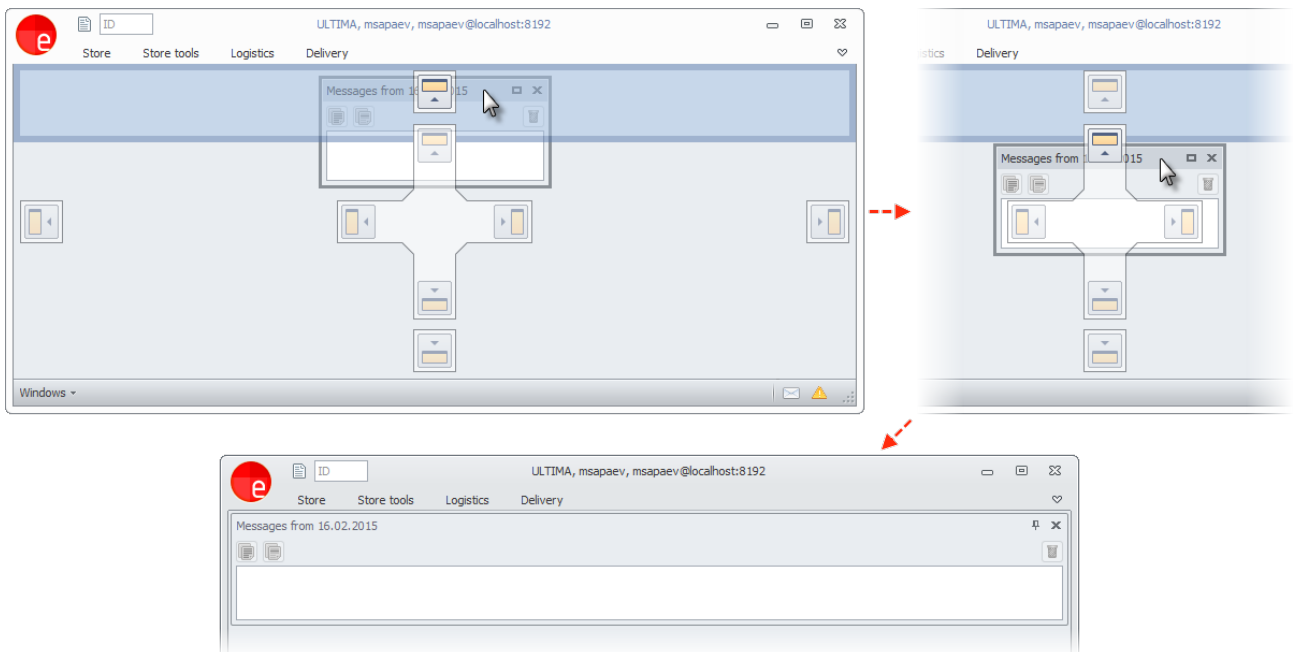 ID
ULTIMA, msapaev, msapaev@localhost:8192
Store Store tools Logistics Delivery
Messages from 16 2015
Windows
ULTIMA, msapaev, msapaev@localhost:8192
Delivery
Messages from 2015
e ID
ULTIMA, msapaev, msapaev@localhost:8192
Store Store tools Logistics Delivery
Messages from 16.02.2015